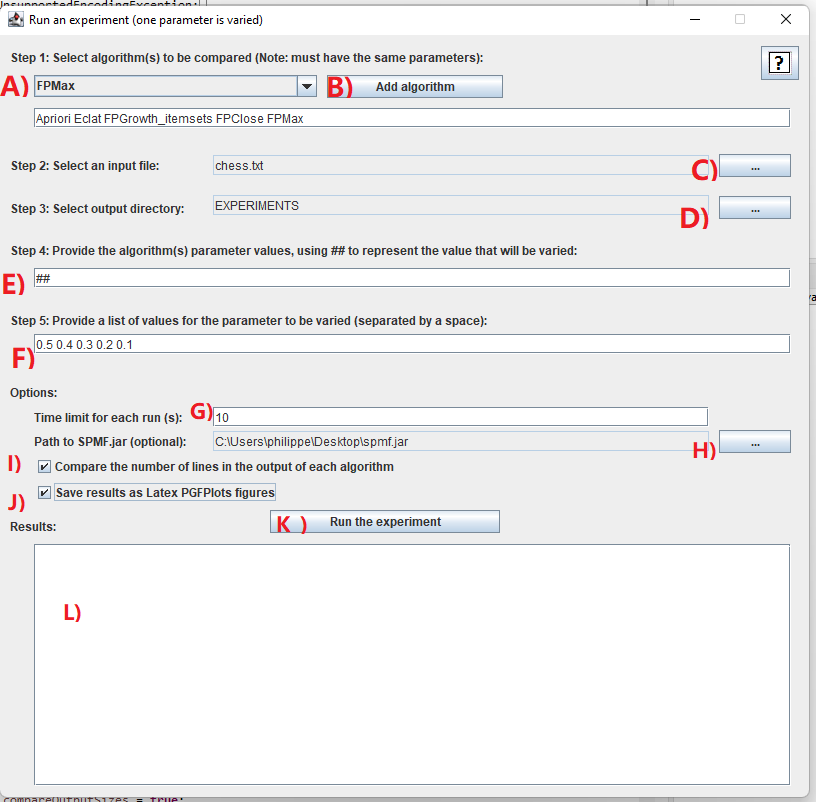 UnsupportedEncodingException;
Run an experiment (one parameter is varied)
Step 1: Select algorithm(s) to be compared (Note: must have the same parameters):
?
A) FPMax B) Add algorithm
Apriori Eclat FPGrowth_itemsets FPClose FPMax
Step 2: Select an input file: chess.txt C) ...
Step 3: Select output directory: EXPERIMENTS D) ...
Step 4: Provide the algorithm(s) parameter values, using ## to represent the value that will be varied:
E) ##
Step 5: Provide a list of values for the parameter to be varied (separated by a space):
F) 0.5 0.4 0.3 0.2 0.1
Options:
Time limit for each run (s): G) 10
Path to SPMF.jar (optional): C:\Users\philippe\Desktop\spmf.jar H) ...
I) Compare the number of lines in the output of each algorithm
J) Save results as Latex PGFPlots figures
Results: K ) Run the experiment
L)
compareOutputSizes = true;